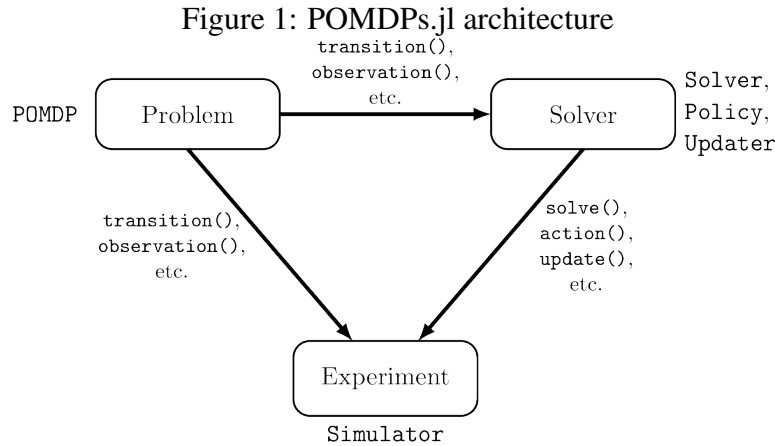 Figure 1: POMDPs.jl architecture
transition(),
observation(),
etc.
POMDP
Problem
Solver
Solver,
Policy,
Updater
transition(),
observation(),
etc.
solve(),
action(),
update(),
etc.
Experiment
Simulator